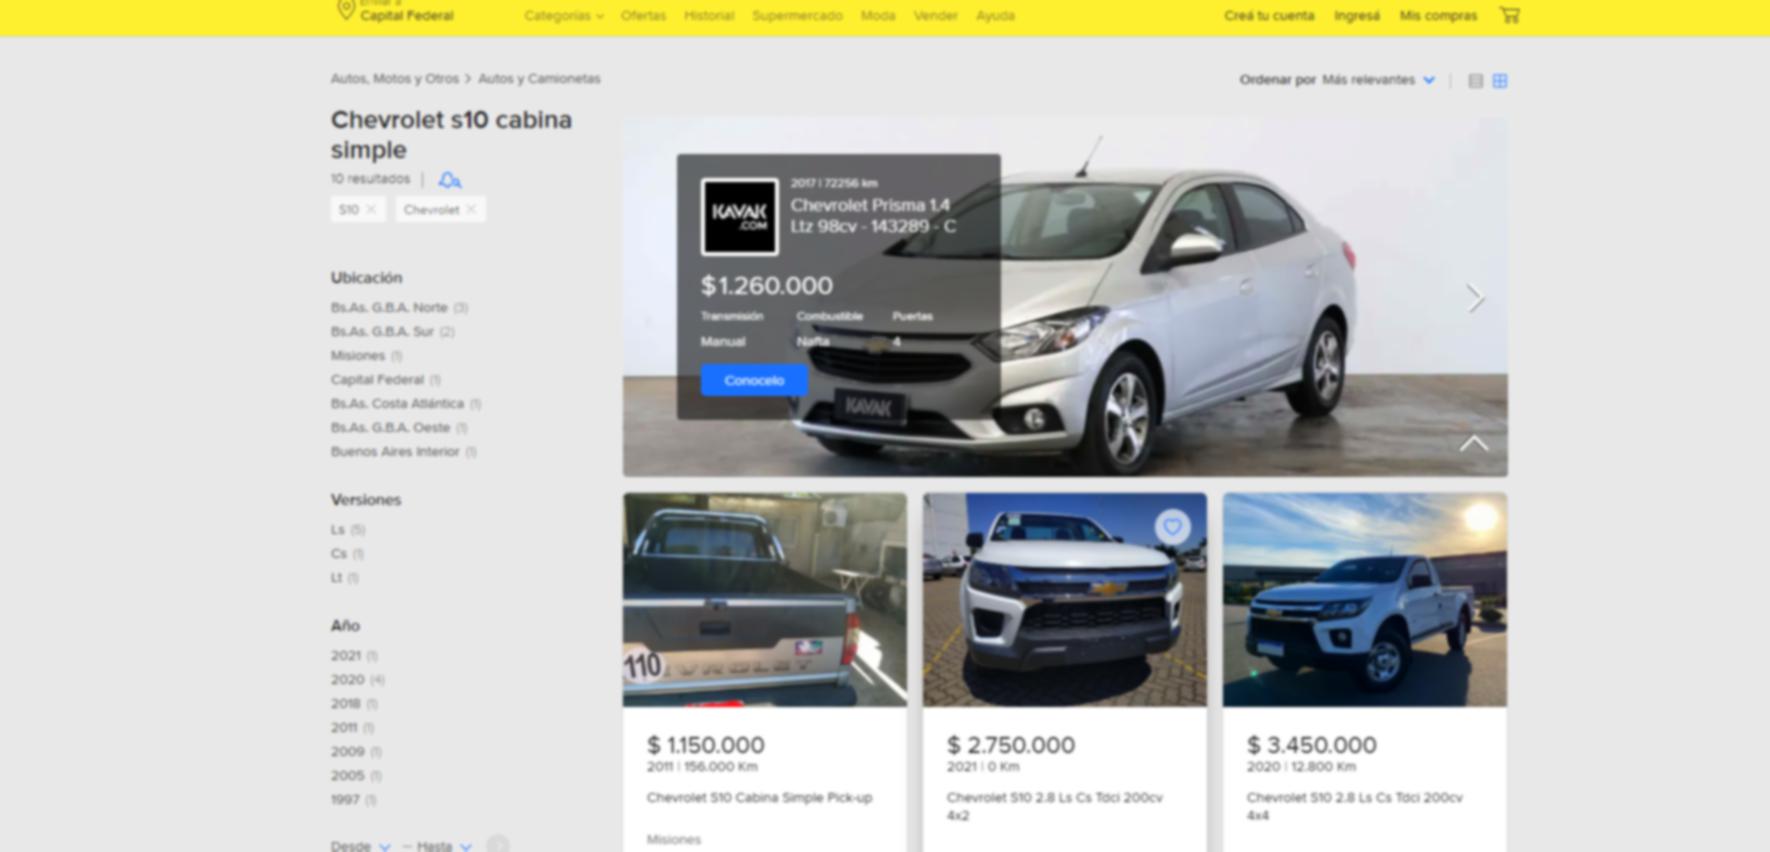 Enviar a
Capital Federal
Categorías
Ofertas
Historial
Supermercado
Moda
Vender
Ayuda
Creá tu cuenta
Ingresá
Mis compras
Autos, Motos y Otros > Autos y Camionetas
Ordenar por Más relevantes
Chevrolet s10 cabina
simple
10 resultados
S10
Chevrolet
Ubicación
Bs.As. G.B.A. Norte (3)
Bs.As. G.B.A. Sur (2)
Misiones (1)
Capital Federal (1)
Bs.As. Costa Atlántica (1)
Bs.As. G.B.A. Oeste (1)
Buenos Aires Interior (1)
Versiones
Ls (5)
Cs (1)
Lt (1)
Año
2021 (1)
2020 (4)
2018 (1)
2011 (1)
2009 (1)
2005 (1)
1997 (1)
Desde
— Hasta
KAVAK
.COM
2017 | 72256 km
Chevrolet Prisma 1.4
Ltz 98cv - 143289 - C
$1.260.000
Transmisión Combustible Puertas
Manual Nafta 4
Conocelo
KAVAK
110
$ 1.150.000
2011 | 156.000 Km
Chevrolet S10 Cabina Simple Pick-up
Misiones
$ 2.750.000
2021 | 0 Km
Chevrolet S10 2.8 Ls Cs Tdci 200cv
4x2
$ 3.450.000
2020 | 12.800 Km
Chevrolet S10 2.8 Ls Cs Tdci 200cv
4x4